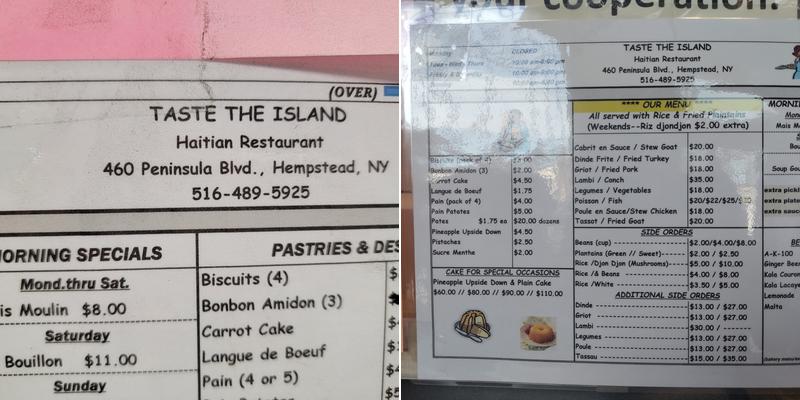 (OVER)
TASTE THE ISLAND
Haitian Restaurant
460 Peninsula Blvd., Hempstead, NY
516-489-5925
MORNING SPECIALS
Mond.thru Sat.
is Moulin $8.00
Saturday
Bouillon $11.00
Sunday
PASTRIES & DES
Biscuits (4)
Bonbon Amidon (3)
Carrot Cake
Langue de Boeuf
Pain (4 or 5)
your cooperation!
CLOSED
TASTE THE ISLAND
Haitian Restaurant
460 Peninsula Blvd., Hempstead, NY
516-489-5925
Biscuits (pack of 4)
Bonbon Amidon (3) $2.00
Carrot Cake $4.50
Langue de Boeuf $1.75
Pain (pack of 4) $4.00
Pain Patates $5.00
Pates $1.75 ea $20.00 dozens
Pineapple Upside Down $4.50
Pistaches $2.50
Sucre Menthe $2.00
CAKE FOR SPECIAL OCCASIONS
Pineapple Upside Down & Plain Cake
$60.00 // $80.00 // $90.00 // $110.00
**** OUR MENU ****
All served with Rice & Fried Plaintains
(Weekends--Riz djondjon $2.00 extra)
Cabrit en Sauce / Stew Goat $20.00
Dinde Frite / Fried Turkey $18.00
Griot / Fried Pork $18.00
Lambi / Conch $35.00
Legumes / Vegetables $18.00
Poisson / Fish $20/$22/$25/
Poule en Sauce/Stew Chicken $18.00
Tassot / Fried Goat $20.00
SIDE ORDERS
Beans (cup) $2.00/$4.00/$8.00
Plantains (Green // Sweet) $2.00 / $2.50
Rice /Djon Djon (Mushrooms) $5.00 / $10.00
Rice /& Beans $4.00 / $8.00
Rice /White $3.50 / $5.00
ADDITIONAL SIDE ORDERS
Dinde $13.00 / $27.00
Griot $13.00 / $27.00
Lambi $30.00 / -------
Legumes $13.00 / $27.00
Poule $13.00 / $27.00
Tassau $15.00 / $35.00
MORNI
Mon
Mais M
Bou
Soup Gou
extra pickl
extra plate
extra sauc
A-K-100
Ginger Beer
Kola Couron
Kola Lacaye
Lemonade
Malta